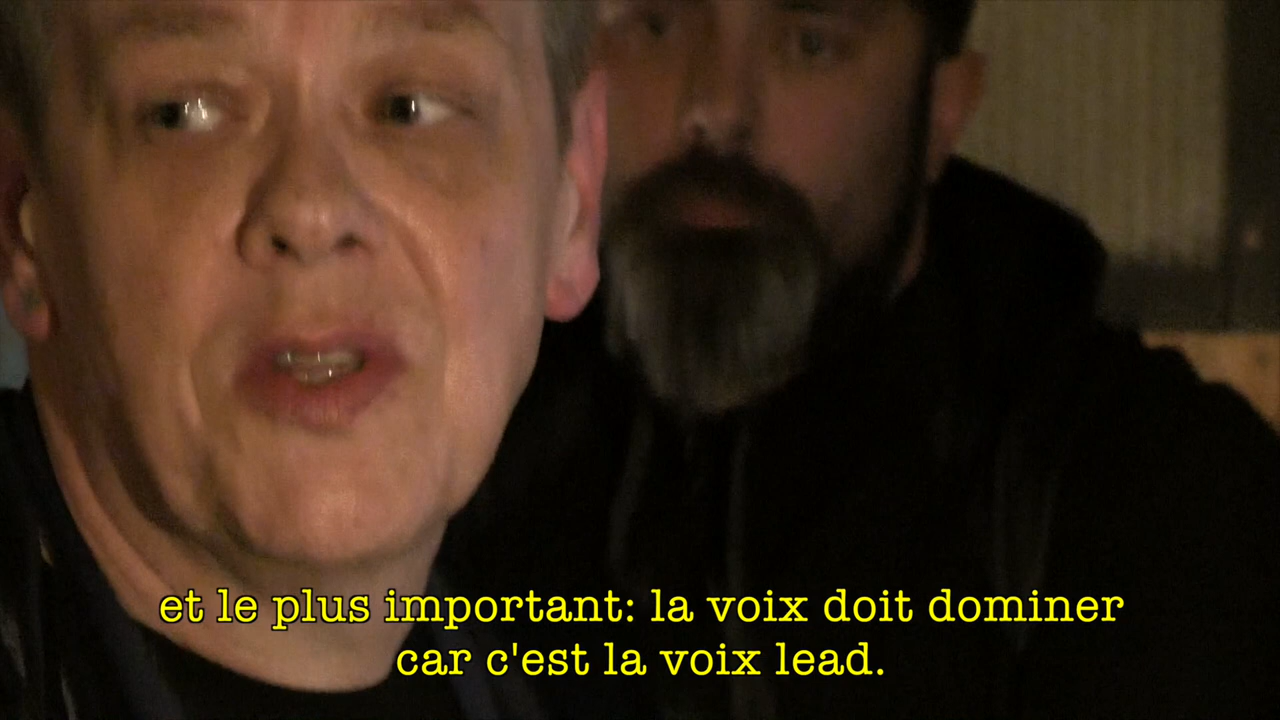 et le plus important: la voix doit dominer
car c'est la voix lead.